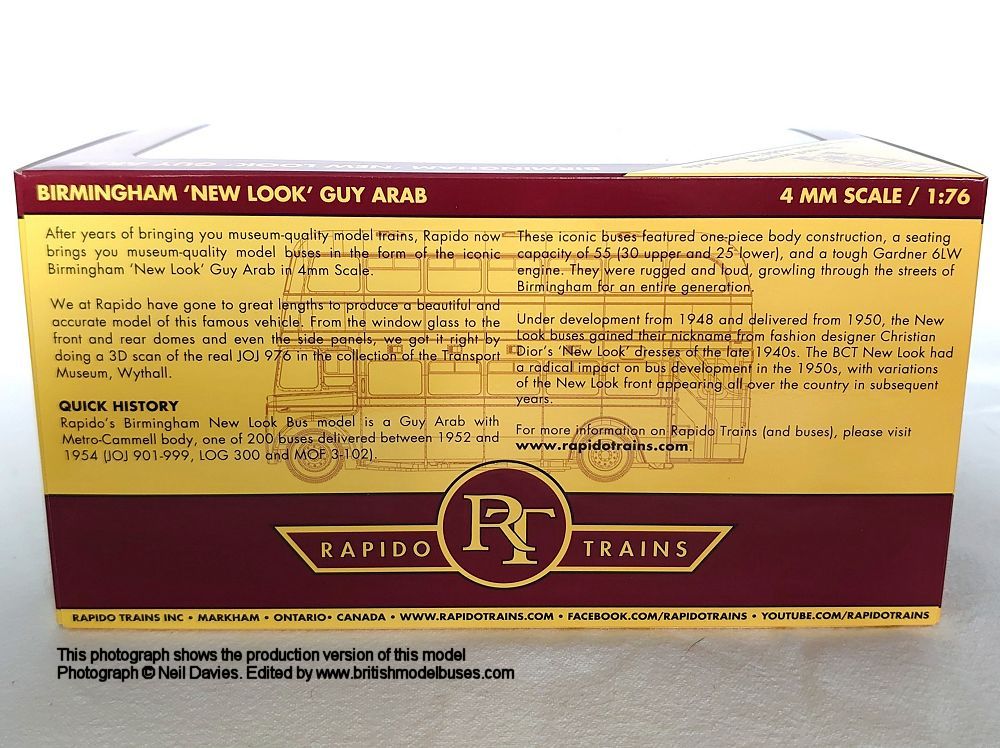 BIRMINGHAM 'NEW LOOK' GUY ARAB
4 MM SCALE / 1:76
After years of bringing you museum-quality model trains, Rapido now
brings you museum-quality model buses in the form of the iconic
Birmingham 'New Look' Guy Arab in 4mm Scale.
We at Rapido have gone to great lengths to produce a beautiful and
accurate model of this famous vehicle. From the window glass to the
front and rear domes and even the side panels, we got it right by
doing a 3D scan of the real JOJ 976 in the collection of the Transport
Museum, Wythall.
QUICK HISTORY
Rapido's Birmingham New Look Bus model is a Guy Arab with
Metro-Cammell body, one of 200 buses delivered between 1952 and
1954 (JOJ 901-999, LOG 300 and MOF 3-102).
These iconic buses featured one-piece body construction, a seating
capacity of 55 (30 upper and 25 lower), and a tough Gardner 6LW
engine. They were rugged and loud, growling through the streets of
Birmingham for an entire generation.
Under development from 1948 and delivered from 1950, the New
Look buses gained their nickname from fashion designer Christian
Dior's 'New Look' dresses of the late 1940s. The BCT New Look had
a radical impact on bus development in the 1950s, with variations
of the New Look front appearing all over the country in subsequent
years.
For more information on Rapido Trains (and buses), please visit
www.rapidotrains.com.
RAPIDO RT TRAINS
RAPIDO TRAINS INC • MARKHAM • ONTARIO• CANADA • WWW.RAPIDOTRAINS.COM • FACEBOOK.COM/RAPIDOTRAINS • YOUTUBE.COM/RAPIDOTRAINS
This photograph shows the production version of this model
Photograph © Neil Davies. Edited by www.britishmodelbuses.com